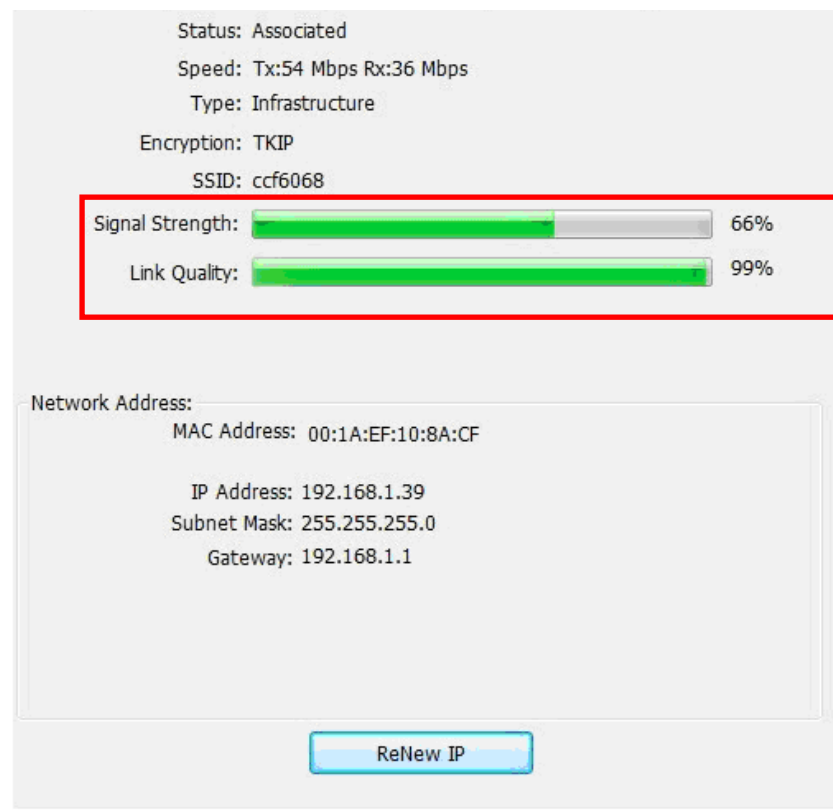 Status: Associated
Speed: Tx:54 Mbps Rx:36 Mbps
Type: Infrastructure
Encryption: TKIP
SSID: ccf6068
Signal Strength: 66%
Link Quality: 99%
Network Address:
MAC Address: 00:1A:EF:10:8A:CF
IP Address: 192.168.1.39
Subnet Mask: 255.255.255.0
Gateway: 192.168.1.1
ReNew IP